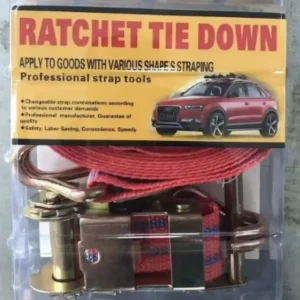 RATCHET TIE DOWN
APPLY TO GOODS WITH VARIOUS SHAPE S STRAPING
Professional strap tools
●Changeable strap combinations according
to various customer demands
●Professional manufacturer, Guarantee of
quality
●Safety, Labor Saving, Convenience, Speedy